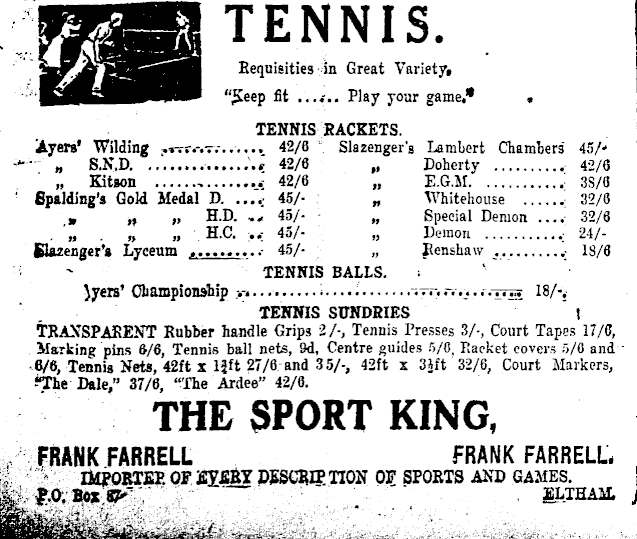 TENNIS.
Requisities in Great Variety,
"Keep fit ...... Play your game."
TENNIS RACKETS.
Ayers' Wilding .............. 42/6 Slazenger's Lambert Chambers 45/-
„ S.N.D. .............. 42/6 „ Doherty .......... 42/6
„ Kitson .............. 42/6 „ E.G.M. .......... 38/6
Spalding's Gold Medal D. .... 45/- „ Whitehouse ...... 32/6
„ „ „ H.D. ... 45/- „ Special Demon .... 32/6
„ „ „ H.C. .. 45/- „ Demon .......... 24/-
Slazenger's Lyceum .......... 45/- „ Renshaw .......... 18/6
TENNIS BALLS.
Ayers' Championship .................................... 18/-.
TENNIS SUNDRIES
TRANSPARENT Rubber handle Grips 2/-, Tennis Presses 3/-, Court Tapes 17/6,
Marking pins 6/6, Tennis ball nets, 9d, Centre guides 5/6, Racket covers 5/6 and
6/6, Tennis Nets, 42ft x 1¾ft 27/6 and 35/-, 42ft x 3½ft 32/6, Court Markers,
"The Dale," 37/6, "The Ardee" 42/6.
THE SPORT KING,
FRANK FARRELL FRANK FARRELL.
IMPORTER OF EVERY DESCRIPTION OF SPORTS AND GAMES.
P.O. Box 87 ELTHAM.